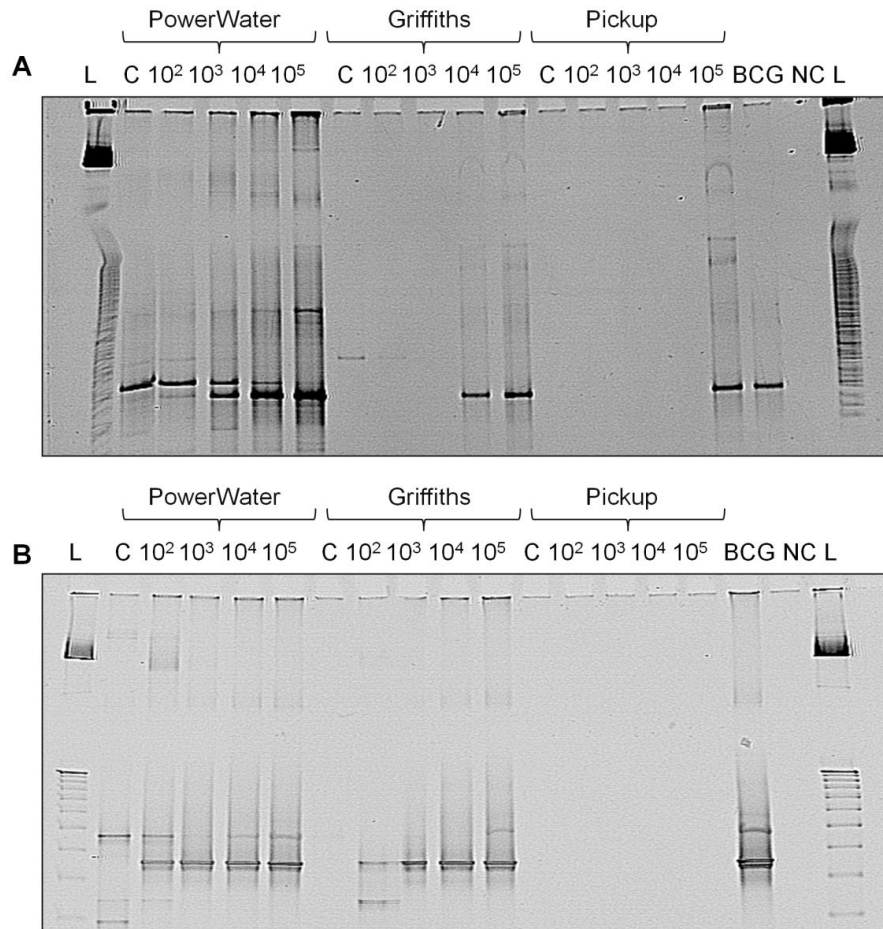 PowerWater Griffiths Pickup
A L C 10² 10³ 10⁴ 10⁵ C 10² 10³ 10⁴ 10⁵ C 10² 10³ 10⁴ 10⁵ BCG NC L
PowerWater Griffiths Pickup
B L C 10² 10³ 10⁴ 10⁵ C 10² 10³ 10⁴ 10⁵ C 10² 10³ 10⁴ 10⁵ BCG NC L